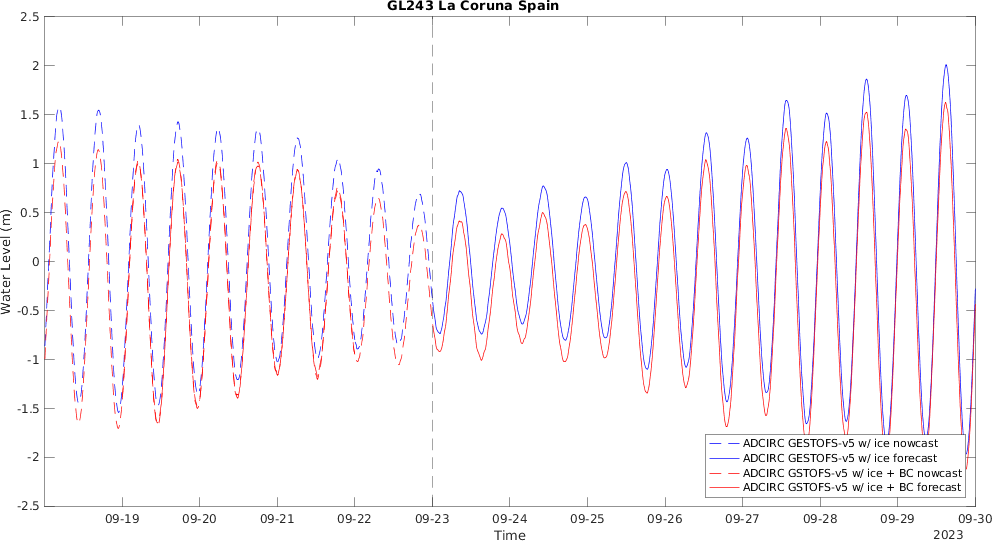 GL243 La Coruna Spain
2.5
2
1.5
1
0.5
0
-0.5
-1
-1.5
-2
-2.5
Water Level (m)
ADCIRC GESTOFS-v5 w/ ice nowcast
ADCIRC GESTOFS-v5 w/ ice forecast
ADCIRC GSTOFS-v5 w/ ice + BC nowcast
ADCIRC GSTOFS-v5 w/ ice + BC forecast
09-19 09-20 09-21 09-22 09-23 09-24 09-25 09-26 09-27 09-28 09-29 09-30
Time
2023